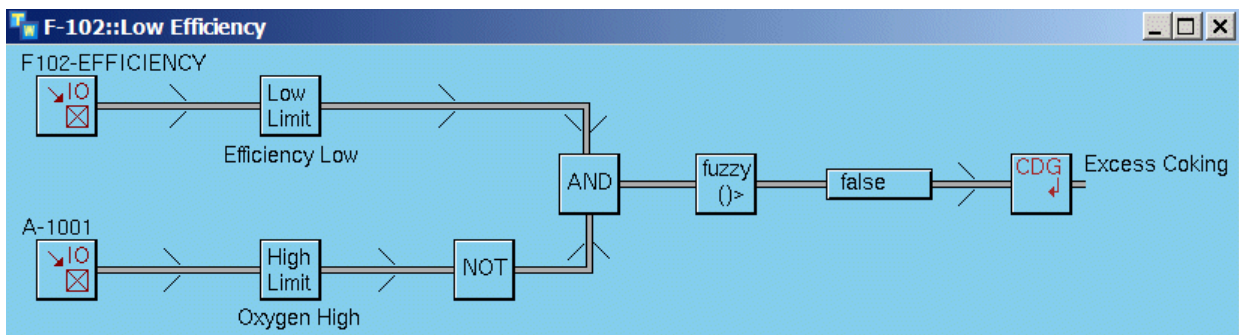 F-102::Low Efficiency
F102-EFFICIENCY
IO
Low
Limit
Efficiency Low
AND
fuzzy
()>
false
CDG
Excess Coking
A-1001
IO
High
Limit
Oxygen High
NOT